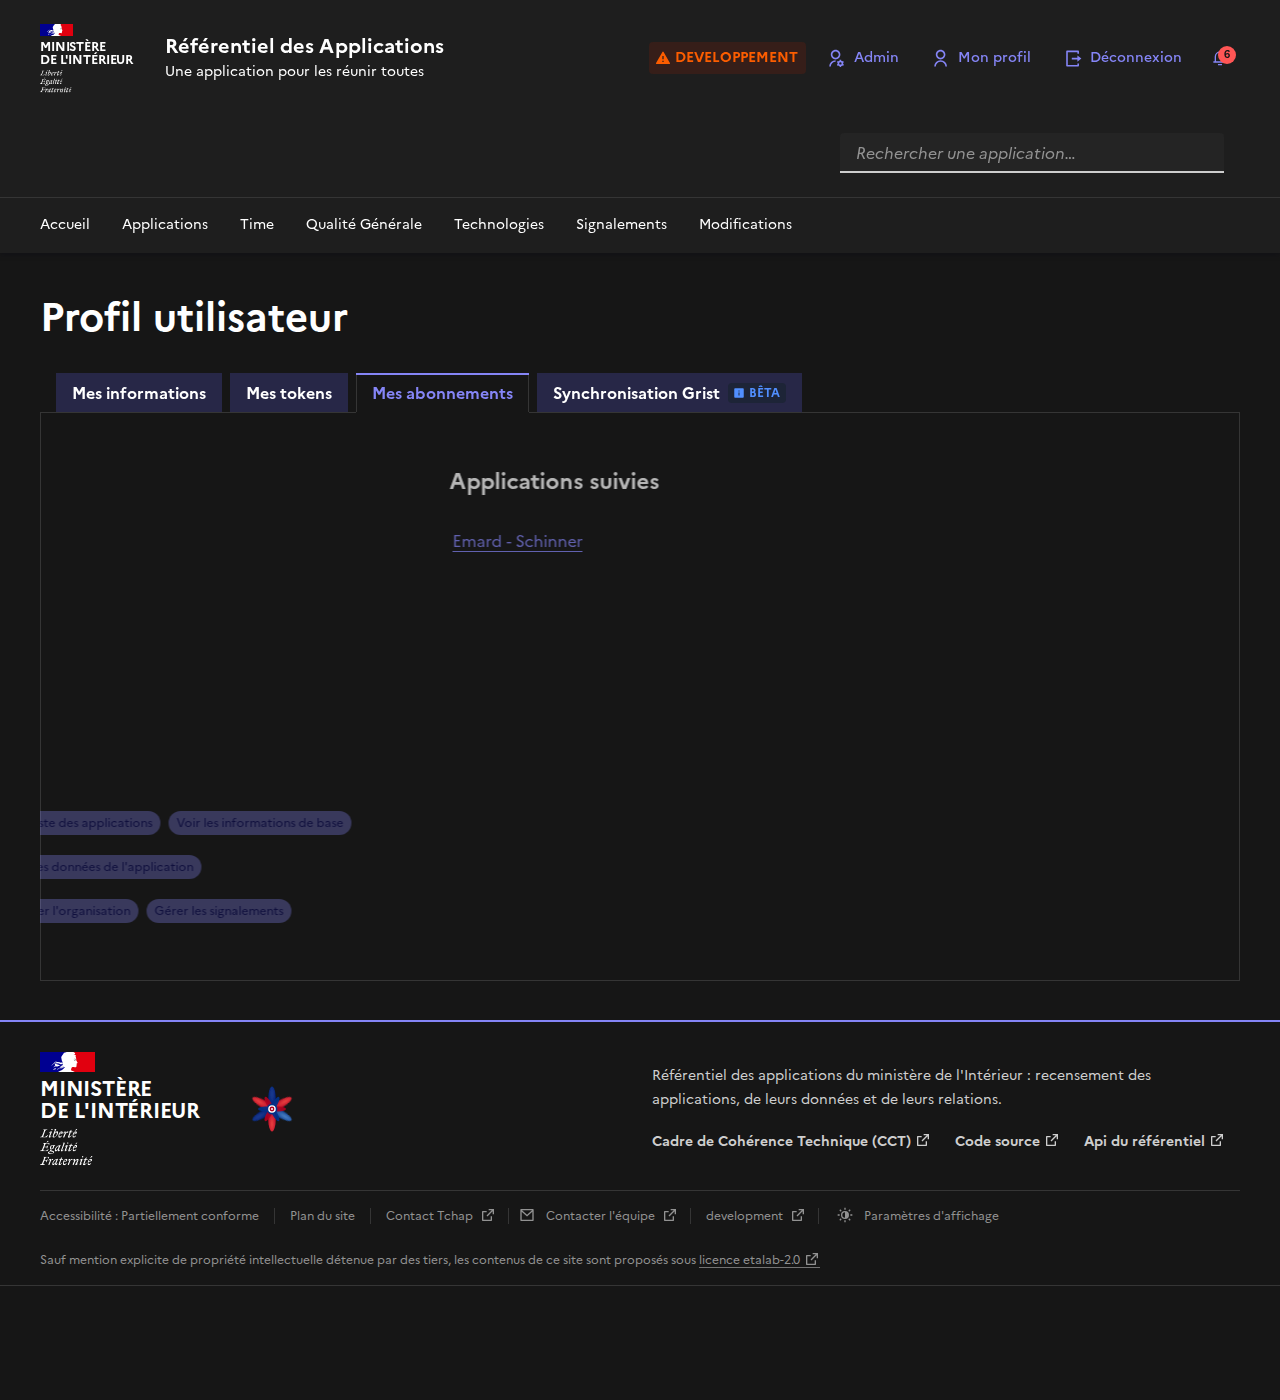 MINISTÈRE
DE L'INTÉRIEUR
Liberté
Égalité
Fraternité
Référentiel des Applications
Une application pour les réunir toutes
DEVELOPPEMENT
Admin
Mon profil
Déconnexion
6
Rechercher une application…
Accueil
Applications
Time
Qualité Générale
Technologies
Signalements
Modifications
Profil utilisateur
Mes informations
Mes tokens
Mes abonnements
Synchronisation Grist
BÊTA
Applications suivies
Emard - Schinner
ste des applications
Voir les informations de base
es données de l'application
er l'organisation
Gérer les signalements
MINISTÈRE
DE L'INTÉRIEUR
Liberté
Égalité
Fraternité
Référentiel des applications du ministère de l'Intérieur : recensement des
applications, de leurs données et de leurs relations.
Cadre de Cohérence Technique (CCT)
Code source
Api du référentiel
Accessibilité : Partiellement conforme
Plan du site
Contact Tchap
Contacter l'équipe
development
Paramètres d'affichage
Sauf mention explicite de propriété intellectuelle détenue par des tiers, les contenus de ce site sont proposés sous licence etalab-2.0